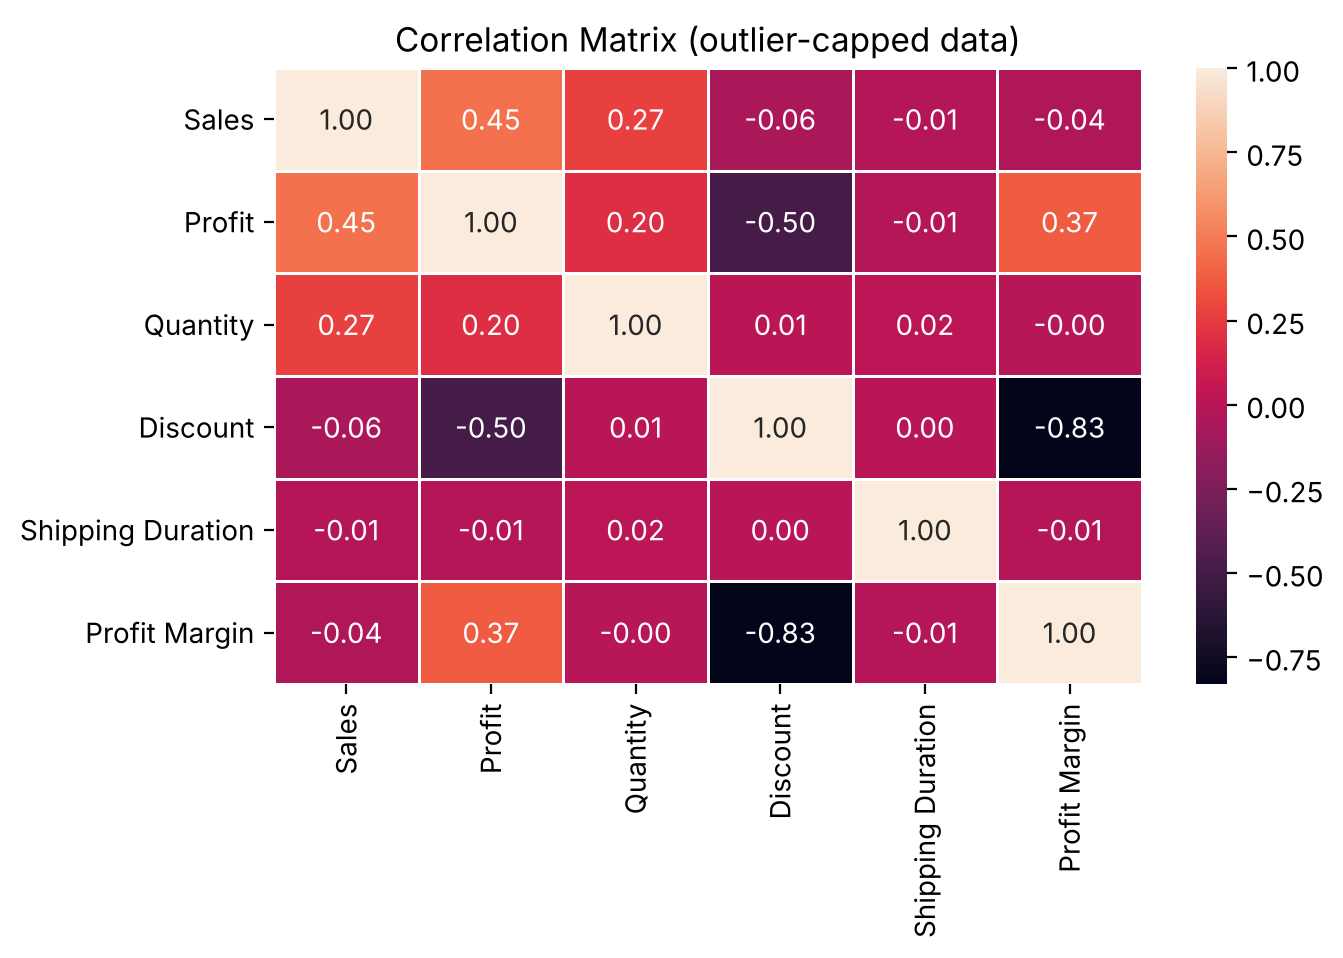 Correlation Matrix (outlier-capped data)
Sales 1.00 0.45 0.27 -0.06 -0.01 -0.04
Profit 0.45 1.00 0.20 -0.50 -0.01 0.37
Quantity 0.27 0.20 1.00 0.01 0.02 -0.00
Discount -0.06 -0.50 0.01 1.00 0.00 -0.83
Shipping Duration -0.01 -0.01 0.02 0.00 1.00 -0.01
Profit Margin -0.04 0.37 -0.00 -0.83 -0.01 1.00
Sales
Profit
Quantity
Discount
Shipping Duration
Profit Margin
1.00
0.75
0.50
0.25
0.00
−0.25
−0.50
−0.75